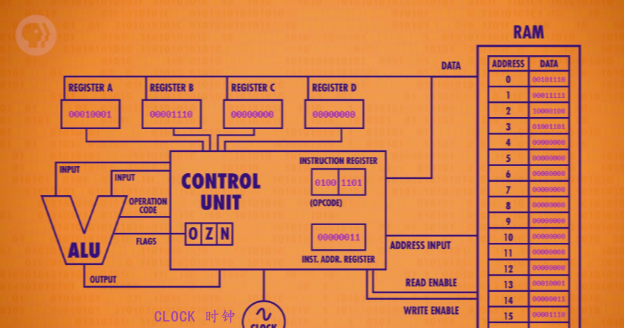 PBS
RAM
DATA
REGISTER A
REGISTER B
REGISTER C
REGISTER D
00010001
00001110
00000000
00000000
ADDRESS DATA
0 00101110
1 00011111
2 10000100
3 01001101
4 00000000
5 00000000
6 00000000
7 00000000
8 00000000
9 00000000
10 00000000
11 00000000
12 00000000
13 00010001
14 00000011
15 00001110
INPUT
INPUT
OPERATION
CODE
FLAGS
ALU
OUTPUT
CONTROL
UNIT
O Z N
INSTRUCTION REGISTER
0100 1101
(OPCODE)
00000011
INST. ADDR. REGISTER
ADDRESS INPUT
READ ENABLE
WRITE ENABLE
CLOCK 时钟
CLOCK